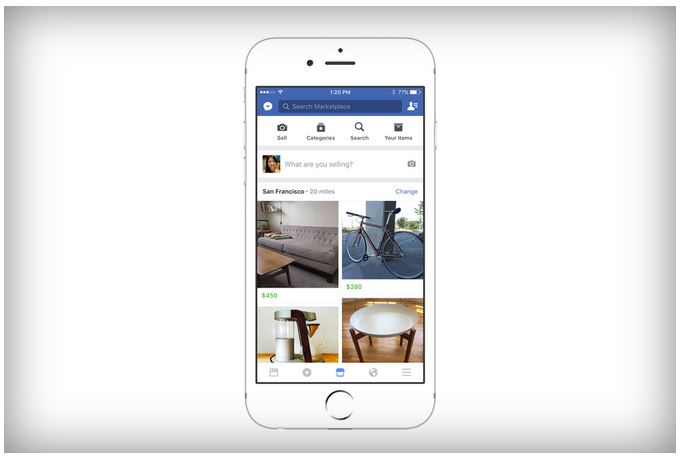 1:20 PM
77%
Search Marketplace
Sell
Categories
Search
Your Items
What are you selling?
San Francisco • 20 miles
Change
$450
$280